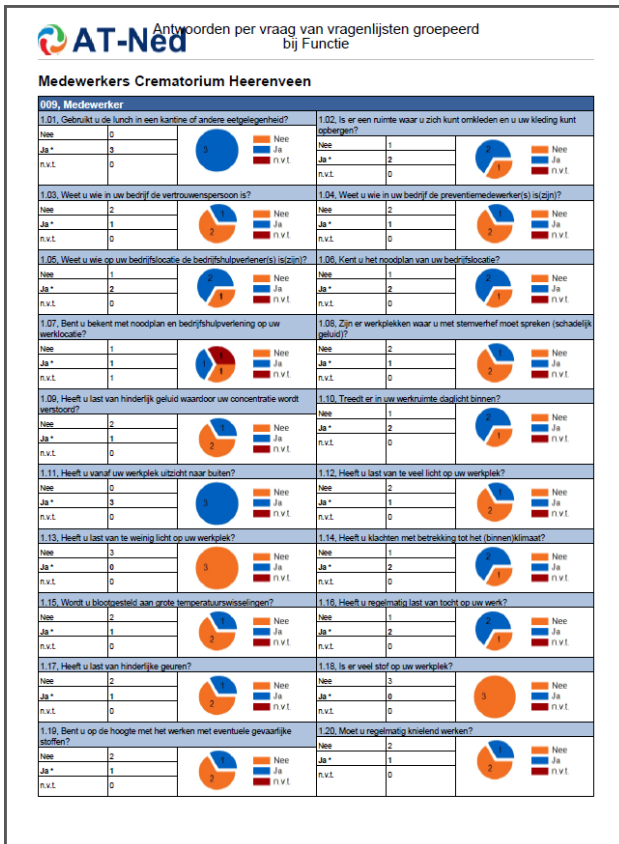 AT-Ned
Antwoorden per vraag van vragenlijsten groepeerd
bij Functie
Medewerkers Crematorium Heerenveen
009, Medewerker
1.01, Gebruikt u de lunch in een kantine of andere eetgelegenheid?
Nee 0
Ja * 3
n.v.t. 0
3
Nee
Ja
n.v.t.
1.02, Is er een ruimte waar u zich kunt omkleden en u uw kleding kunt
opbergen?
Nee 1
Ja * 2
n.v.t. 0
2
1
Nee
Ja
n.v.t.
1.03, Weet u wie in uw bedrijf de vertrouwenspersoon is?
Nee 2
Ja * 1
n.v.t. 0
1
2
Nee
Ja
n.v.t.
1.04, Weet u wie in uw bedrijf de preventiemedewerker(s) is(zijn)?
Nee 2
Ja * 1
n.v.t. 0
1
2
Nee
Ja
n.v.t.
1.05, Weet u wie op uw bedrijfslocatie de bedrijfshulpverlener(s) is(zijn)?
Nee 1
Ja * 2
n.v.t. 0
2
1
Nee
Ja
n.v.t.
1.06, Kent u het noodplan van uw bedrijfslocatie?
Nee 1
Ja * 2
n.v.t. 0
2
1
Nee
Ja
n.v.t.
1.07, Bent u bekent met noodplan en bedrijfshulpverlening op uw
werklocatie?
Nee 1
Ja * 1
n.v.t. 1
1
1
1
Nee
Ja
n.v.t.
1.08, Zijn er werkplekken waar u met stemverhef moet spreken (schadelijk
geluid)?
Nee 2
Ja * 1
n.v.t. 0
1
2
Nee
Ja
n.v.t.
1.09, Heeft u last van hinderlijk geluid waardoor uw concentratie wordt
verstoord?
Nee 2
Ja * 1
n.v.t. 0
1
2
Nee
Ja
n.v.t.
1.10, Treedt er in uw werkruimte daglicht binnen?
Nee 1
Ja * 2
n.v.t. 0
2
1
Nee
Ja
n.v.t.
1.11, Heeft u vanaf uw werkplek uitzicht naar buiten?
Nee 0
Ja * 3
n.v.t. 0
3
Nee
Ja
n.v.t.
1.12, Heeft u last van te veel licht op uw werkplek?
Nee 2
Ja * 1
n.v.t. 0
1
2
Nee
Ja
n.v.t.
1.13, Heeft u last van te weinig licht op uw werkplek?
Nee 3
Ja * 0
n.v.t. 0
3
Nee
Ja
n.v.t.
1.14, Heeft u klachten met betrekking tot het (binnen)klimaat?
Nee 1
Ja * 2
n.v.t. 0
2
1
Nee
Ja
n.v.t.
1.15, Wordt u blootgesteld aan grote temperatuurswisselingen?
Nee 2
Ja * 1
n.v.t. 0
1
2
Nee
Ja
n.v.t.
1.16, Heeft u regelmatig last van tocht op uw werk?
Nee 1
Ja * 2
n.v.t. 0
2
1
Nee
Ja
n.v.t.
1.17, Heeft u last van hinderlijke geuren?
Nee 2
Ja * 1
n.v.t. 0
1
2
Nee
Ja
n.v.t.
1.18, Is er veel stof op uw werkplek?
Nee 3
Ja * 0
n.v.t. 0
3
Nee
Ja
n.v.t.
1.19, Bent u op de hoogte met het werken met eventuele gevaarlijke
stoffen?
Nee 2
Ja * 1
n.v.t. 0
1
2
Nee
Ja
n.v.t.
1.20, Moet u regelmatig knielend werken?
Nee 2
Ja * 1
n.v.t. 0
1
2
Nee
Ja
n.v.t.